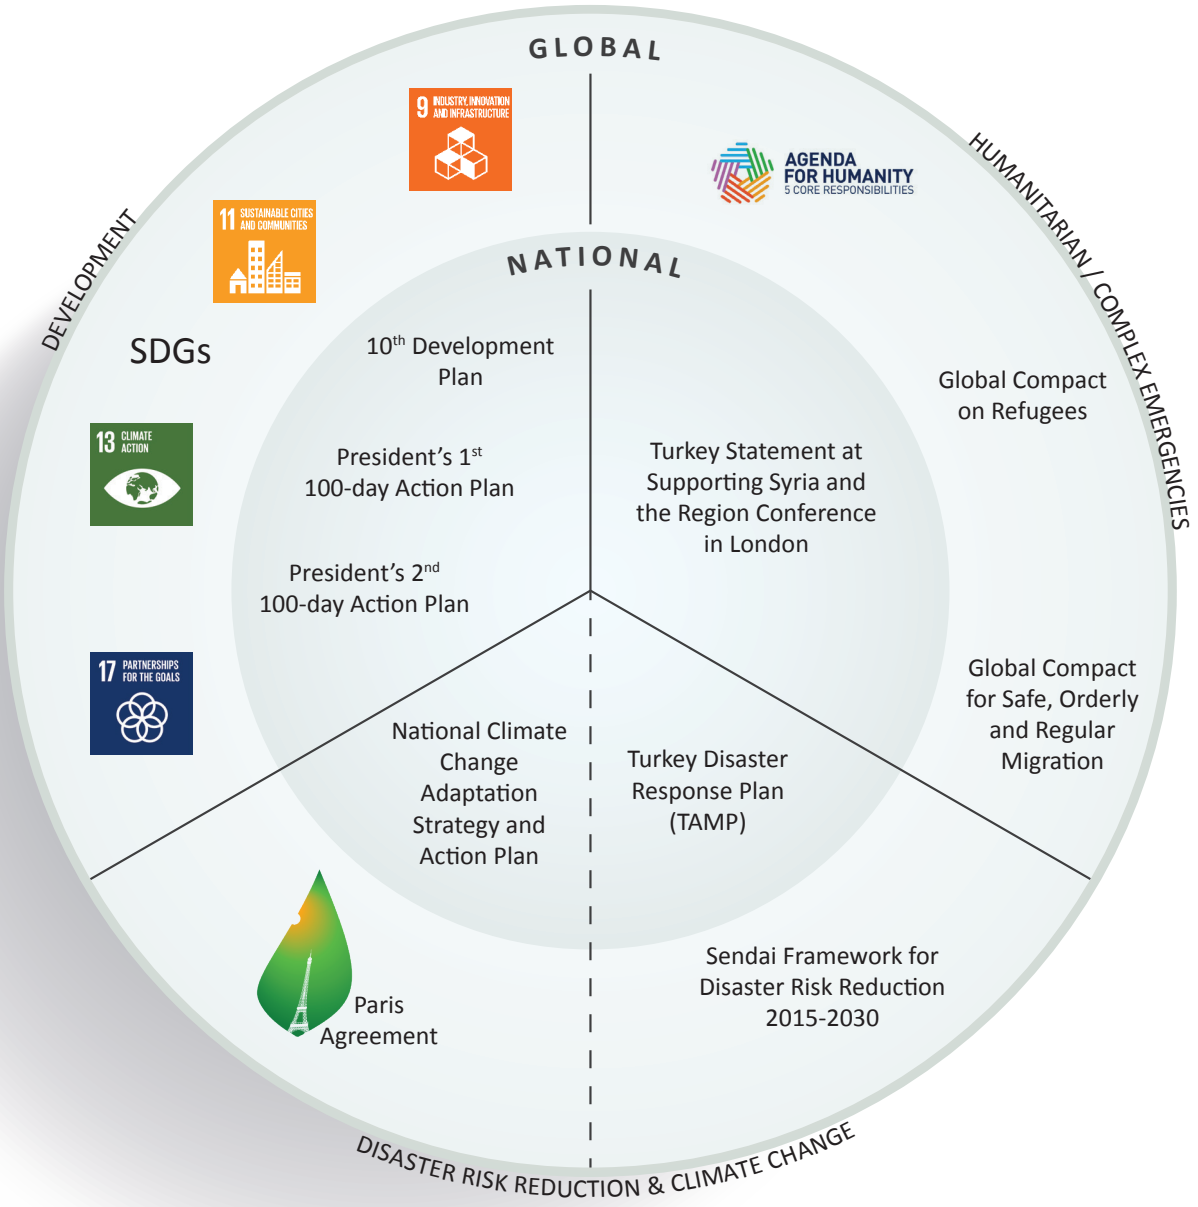 GLOBAL
9 INDUSTRY, INNOVATION
AND INFRASTRUCTURE
AGENDA
FOR HUMANITY
5 CORE RESPONSIBILITIES
HUMANITARIAN / COMPLEX EMERGENCIES
DEVELOPMENT
11 SUSTAINABLE CITIES
AND COMMUNITIES
NATIONAL
SDGs
10th Development
Plan
Global Compact
on Refugees
13 CLIMATE
ACTION
President's 1st
100-day Action Plan
Turkey Statement at
Supporting Syria and
the Region Conference
in London
President's 2nd
100-day Action Plan
17 PARTNERSHIPS
FOR THE GOALS
Global Compact
for Safe, Orderly
and Regular
Migration
National Climate
Change
Adaptation
Strategy and
Action Plan
Turkey Disaster
Response Plan
(TAMP)
Paris
Agreement
Sendai Framework for
Disaster Risk Reduction
2015-2030
DISASTER RISK REDUCTION & CLIMATE CHANGE